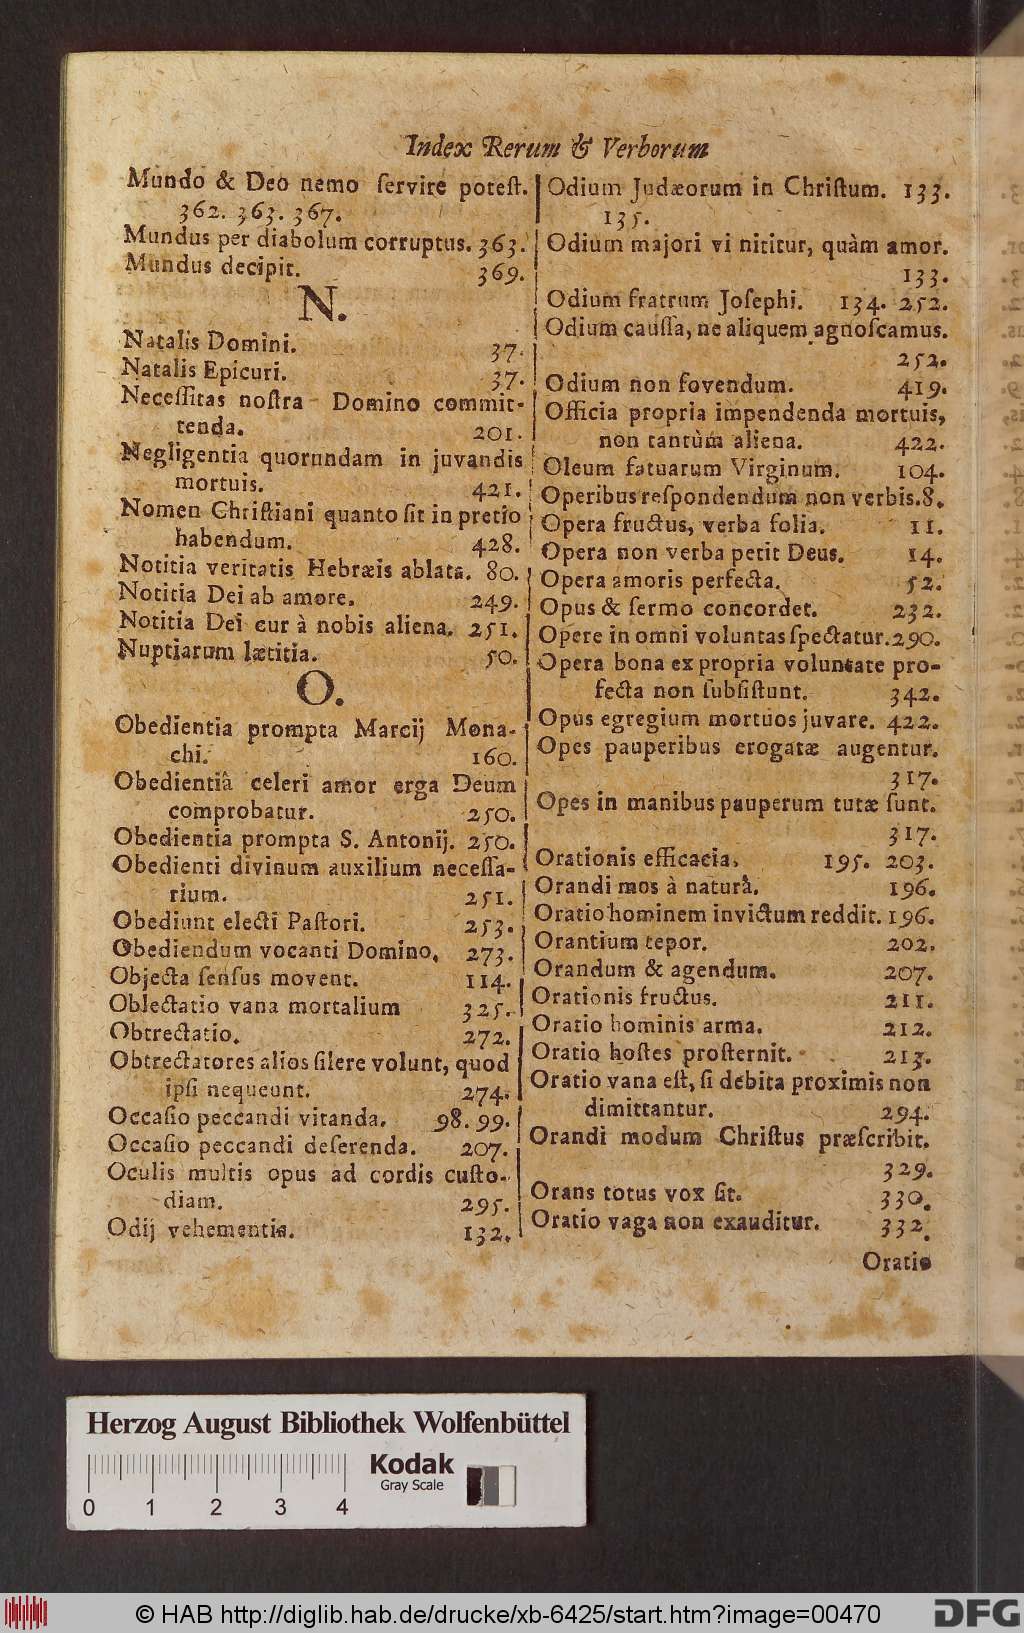 Index Rerum & Verborum
Mundo & Deo nemo ſervire poteſt.
362. 363. 367.
Mundus per diabolum corruptus. 363.
Mundus decipit. 369.
N.
Natalis Domini. 37.
Natalis Epicuri. 37.
Neceſſitas noſtra Domino commit-
tenda. 201.
Negligentia quorundam in juvandis
mortuis. 421.
Nomen Chriſtiani quanto ſit in pretio
habendum. 428.
Notitia veritatis Hebræis ablata. 80.
Notitia Dei ab amore. 249.
Notitia Dei cur à nobis aliena. 251.
Nuptiarum lætitia. 50.
O.
Obedientia prompta Marcij Mona-
chi. 160.
Obedientiâ celeri amor erga Deum
comprobatur. 250.
Obedientia prompta S. Antonij. 250.
Obedienti divinum auxilium neceſſa-
rium. 251.
Obediunt electi Paſtori. 253.
Obediendum vocanti Domino. 273.
Objecta ſenſus movent. 114.
Oblectatio vana mortalium 325.
Obtrectatio. 272.
Obtrectatores alios ſilere volunt, quod
ipſi nequeunt. 274.
Occaſio peccandi vitanda. 98. 99.
Occaſio peccandi deſerenda. 207.
Oculis multis opus ad cordis cuſto-
diam. 295.
Odij vehementia. 132.
Odium Judæorum in Chriſtum. 133.
135.
Odium majori vi nititur, quàm amor.
133.
Odium fratrum Joſephi. 134. 252.
Odium cauſſa, ne aliquem agnoſcamus.
252.
Odium non fovendum. 419.
Officia propria impendenda mortuis,
non tantùm aliena. 422.
Oleum fatuarum Virginum. 104.
Operibus reſpondendum non verbis. 8.
Opera fructus, verba folia. 11.
Opera non verba petit Deus. 14.
Opera amoris perfecta. 52.
Opus & ſermo concordet. 232.
Opere in omni voluntas ſpectatur. 290.
Opera bona ex propria voluntate pro-
fecta non ſubſiſtunt. 342.
Opus egregium mortuos juvare. 422.
Opes pauperibus erogatæ augentur.
317.
Opes in manibus pauperum tutæ ſunt.
317.
Orationis efficacia. 195. 203.
Orandi mos à naturâ. 196.
Oratio hominem invictum reddit. 196.
Orantium tepor. 202.
Orandum & agendum. 207.
Orationis fructus. 211.
Oratio hominis arma. 212.
Oratio hoſtes proſternit. 213.
Oratio vana eſt, ſi debita proximis non
dimittantur. 294.
Orandi modum Chriſtus præſcribit.
329.
Orans totus vox ſit. 330.
Oratio vaga non exauditur. 332.
Oratio
Herzog August Bibliothek Wolfenbüttel
Kodak
Gray Scale
0 1 2 3 4
© HAB http://diglib.hab.de/drucke/xb-6425/start.htm?image=00470
DFG